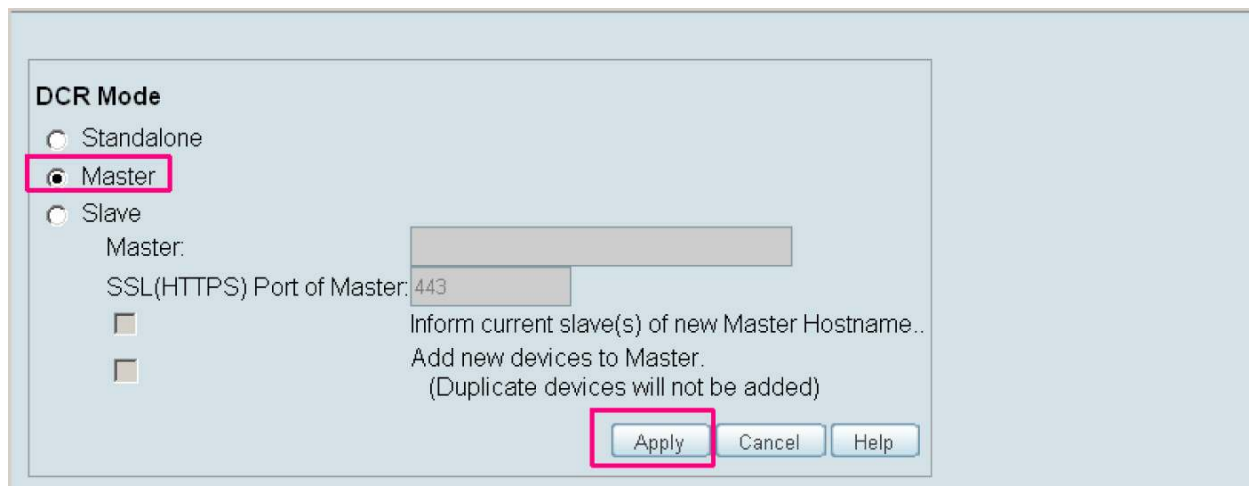 DCR Mode
Standalone
Master
Slave
Master:
SSL(HTTPS) Port of Master: 443
Inform current slave(s) of new Master Hostname..
Add new devices to Master.
(Duplicate devices will not be added)
Apply Cancel Help